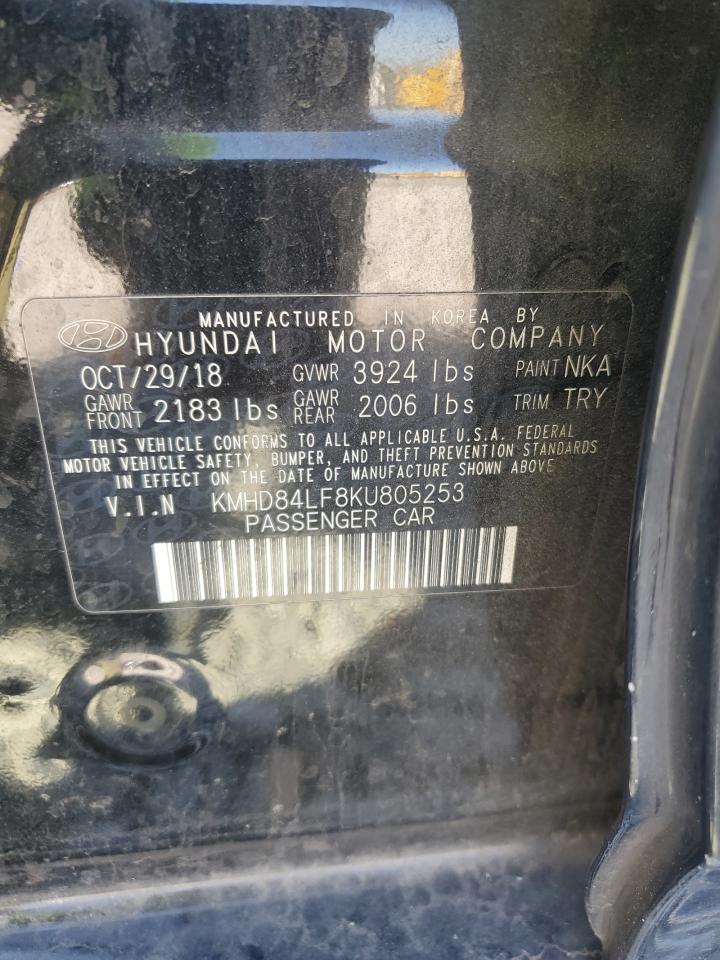 MANUFACTURED IN KOREA BY
HYUNDAI MOTOR COMPANY
OCT/29/18 GVWR 3924 lbs PAINT NKA
GAWR FRONT 2183 lbs GAWR REAR 2006 lbs TRIM TRY
THIS VEHICLE CONFORMS TO ALL APPLICABLE U.S.A. FEDERAL
MOTOR VEHICLE SAFETY, BUMPER, AND THEFT PREVENTION STANDARDS
IN EFFECT ON THE DATE OF MANUFACTURE SHOWN ABOVE
V.I.N KMHD84LF8KU805253
PASSENGER CAR